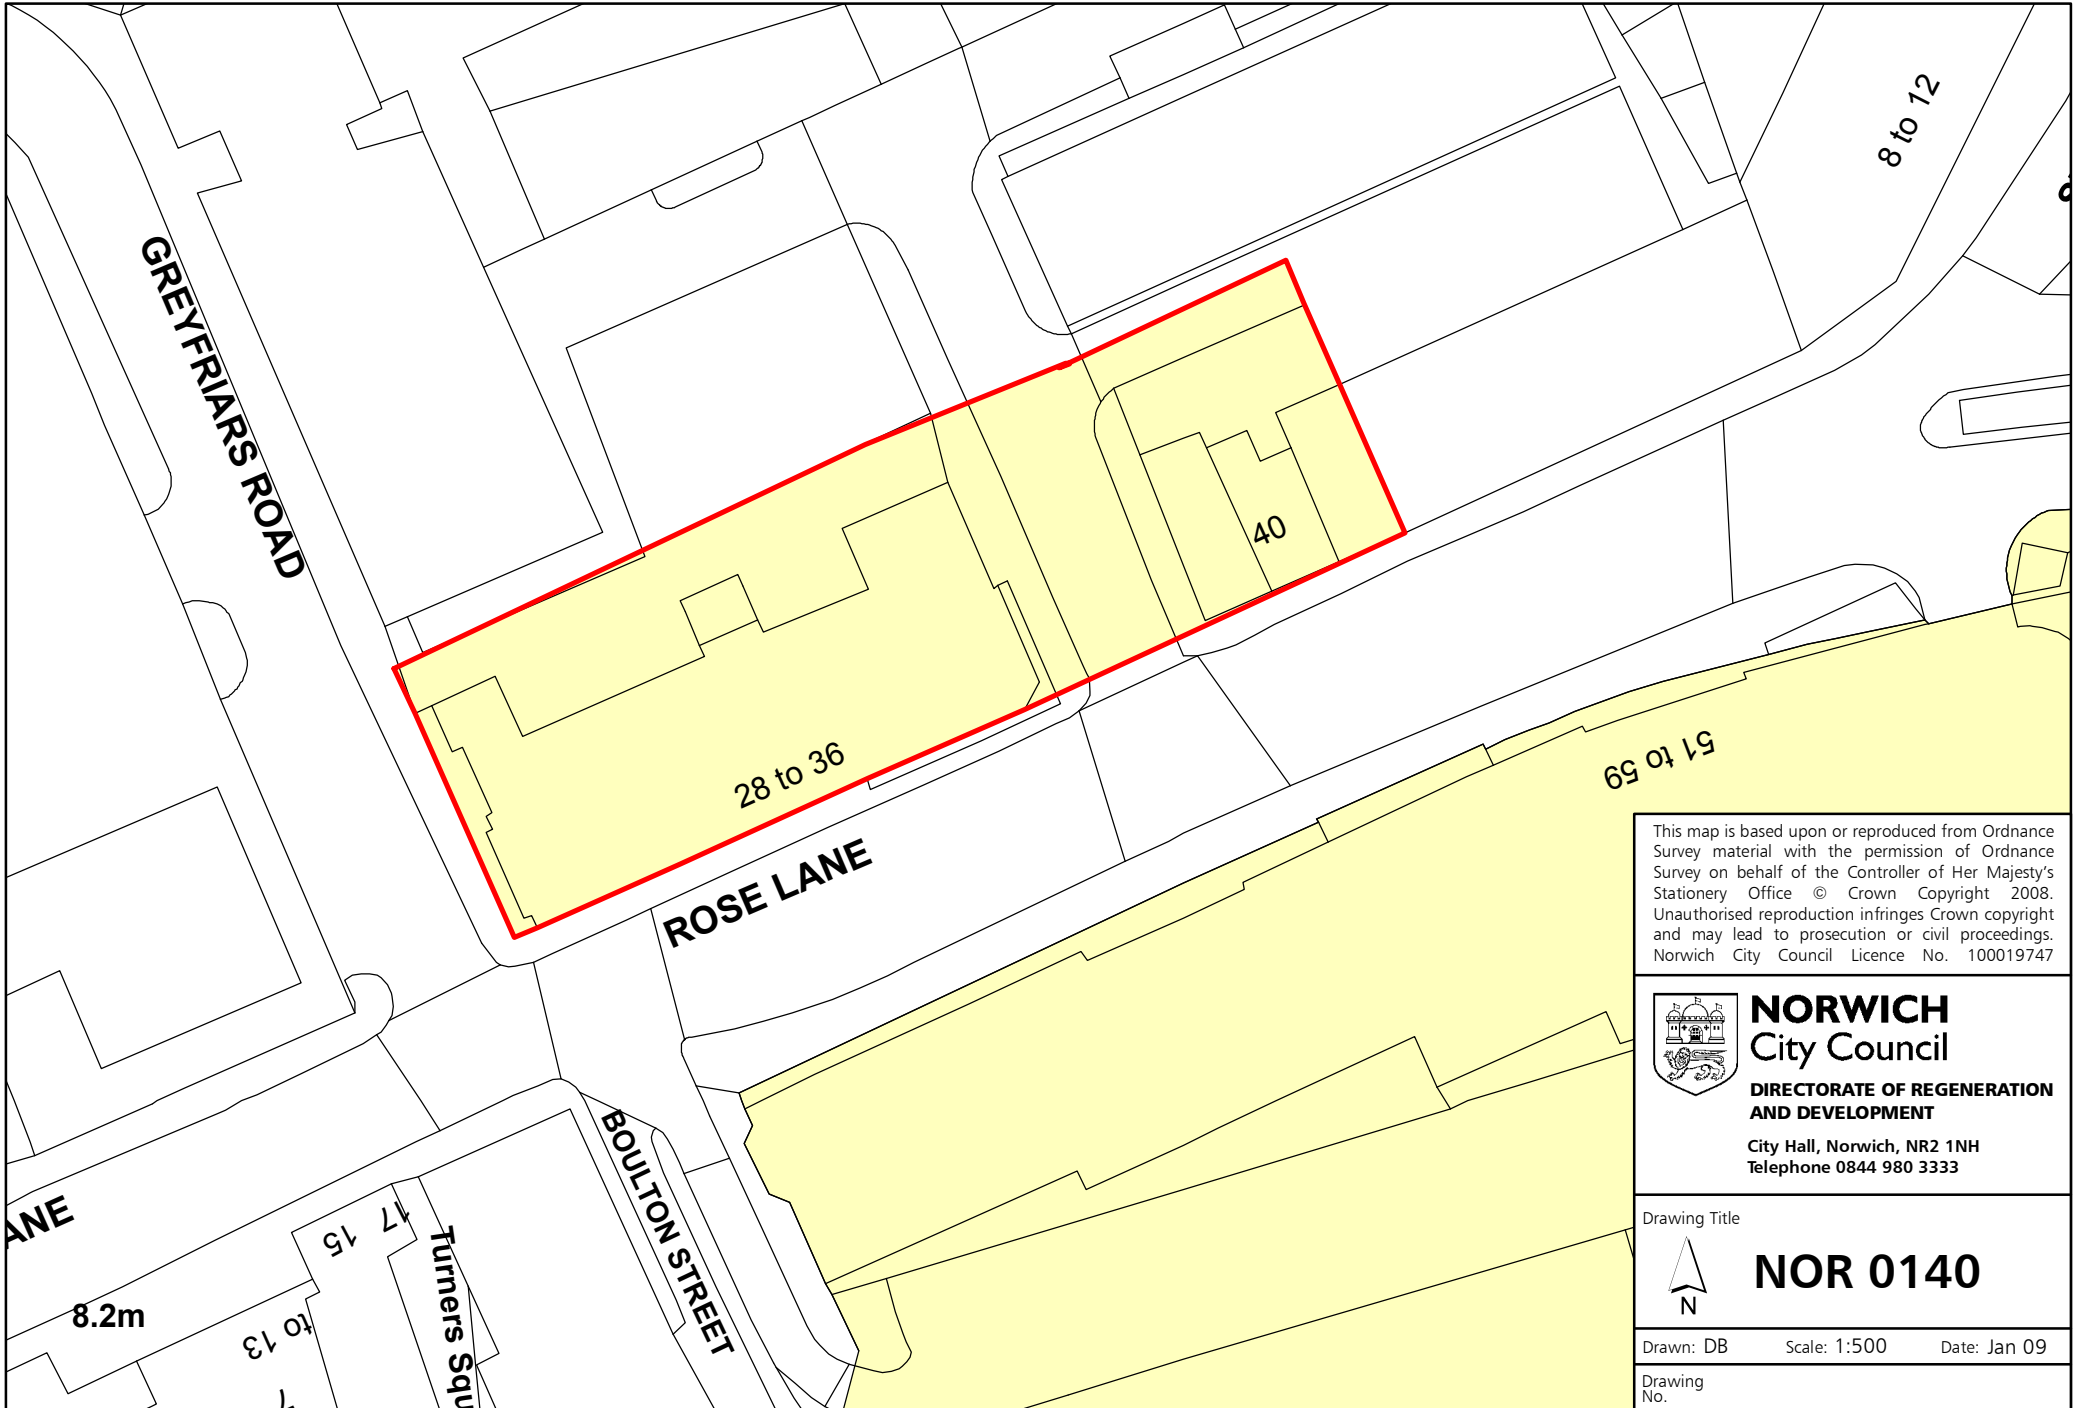 8 to 12
GREYFRIARS ROAD
40
28 to 36
51 to 59
ROSE LANE
BOULTON STREET
ANE
17
15
Turners Squ
8.2m
to 13
This map is based upon or reproduced from Ordnance
Survey material with the permission of Ordnance
Survey on behalf of the Controller of Her Majesty's
Stationery Office © Crown Copyright 2008.
Unauthorised reproduction infringes Crown copyright
and may lead to prosecution or civil proceedings.
Norwich City Council Licence No. 100019747
NORWICH
City Council
DIRECTORATE OF REGENERATION
AND DEVELOPMENT
City Hall, Norwich, NR2 1NH
Telephone 0844 980 3333
Drawing Title
N
NOR 0140
Drawn: DB Scale: 1:500 Date: Jan 09
Drawing
No.